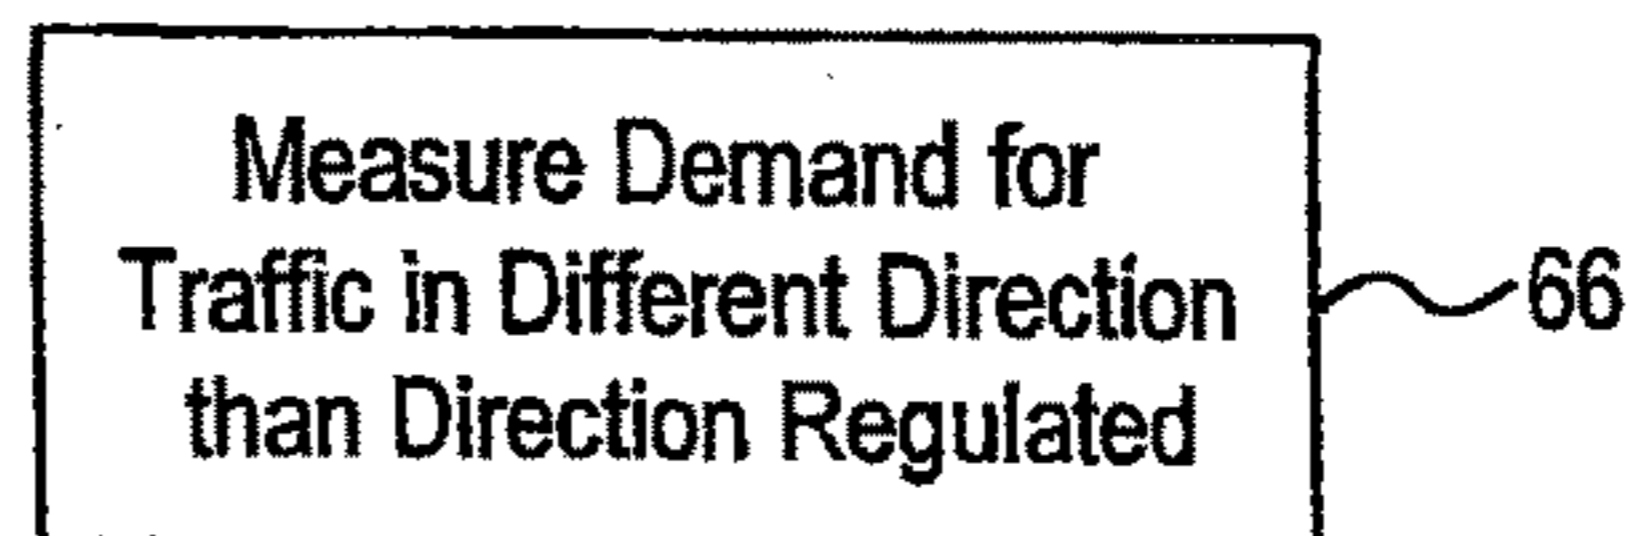 Measure Demand for
Traffic in Different Direction
than Direction Regulated
66